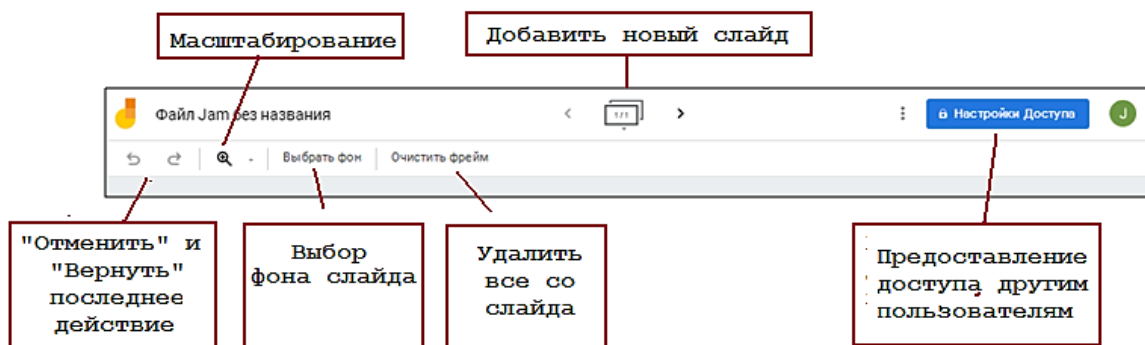 Масштабирование
Добавить новый слайд
Файл Jam без названия
1/1
Настройки Доступа
J
Выбрать фон
Очистить фрейм
"Отменить" и
"Вернуть"
последнее
действие
Выбор
фона слайда
Удалить
все со
слайда
Предоставление
доступа другим
пользователям